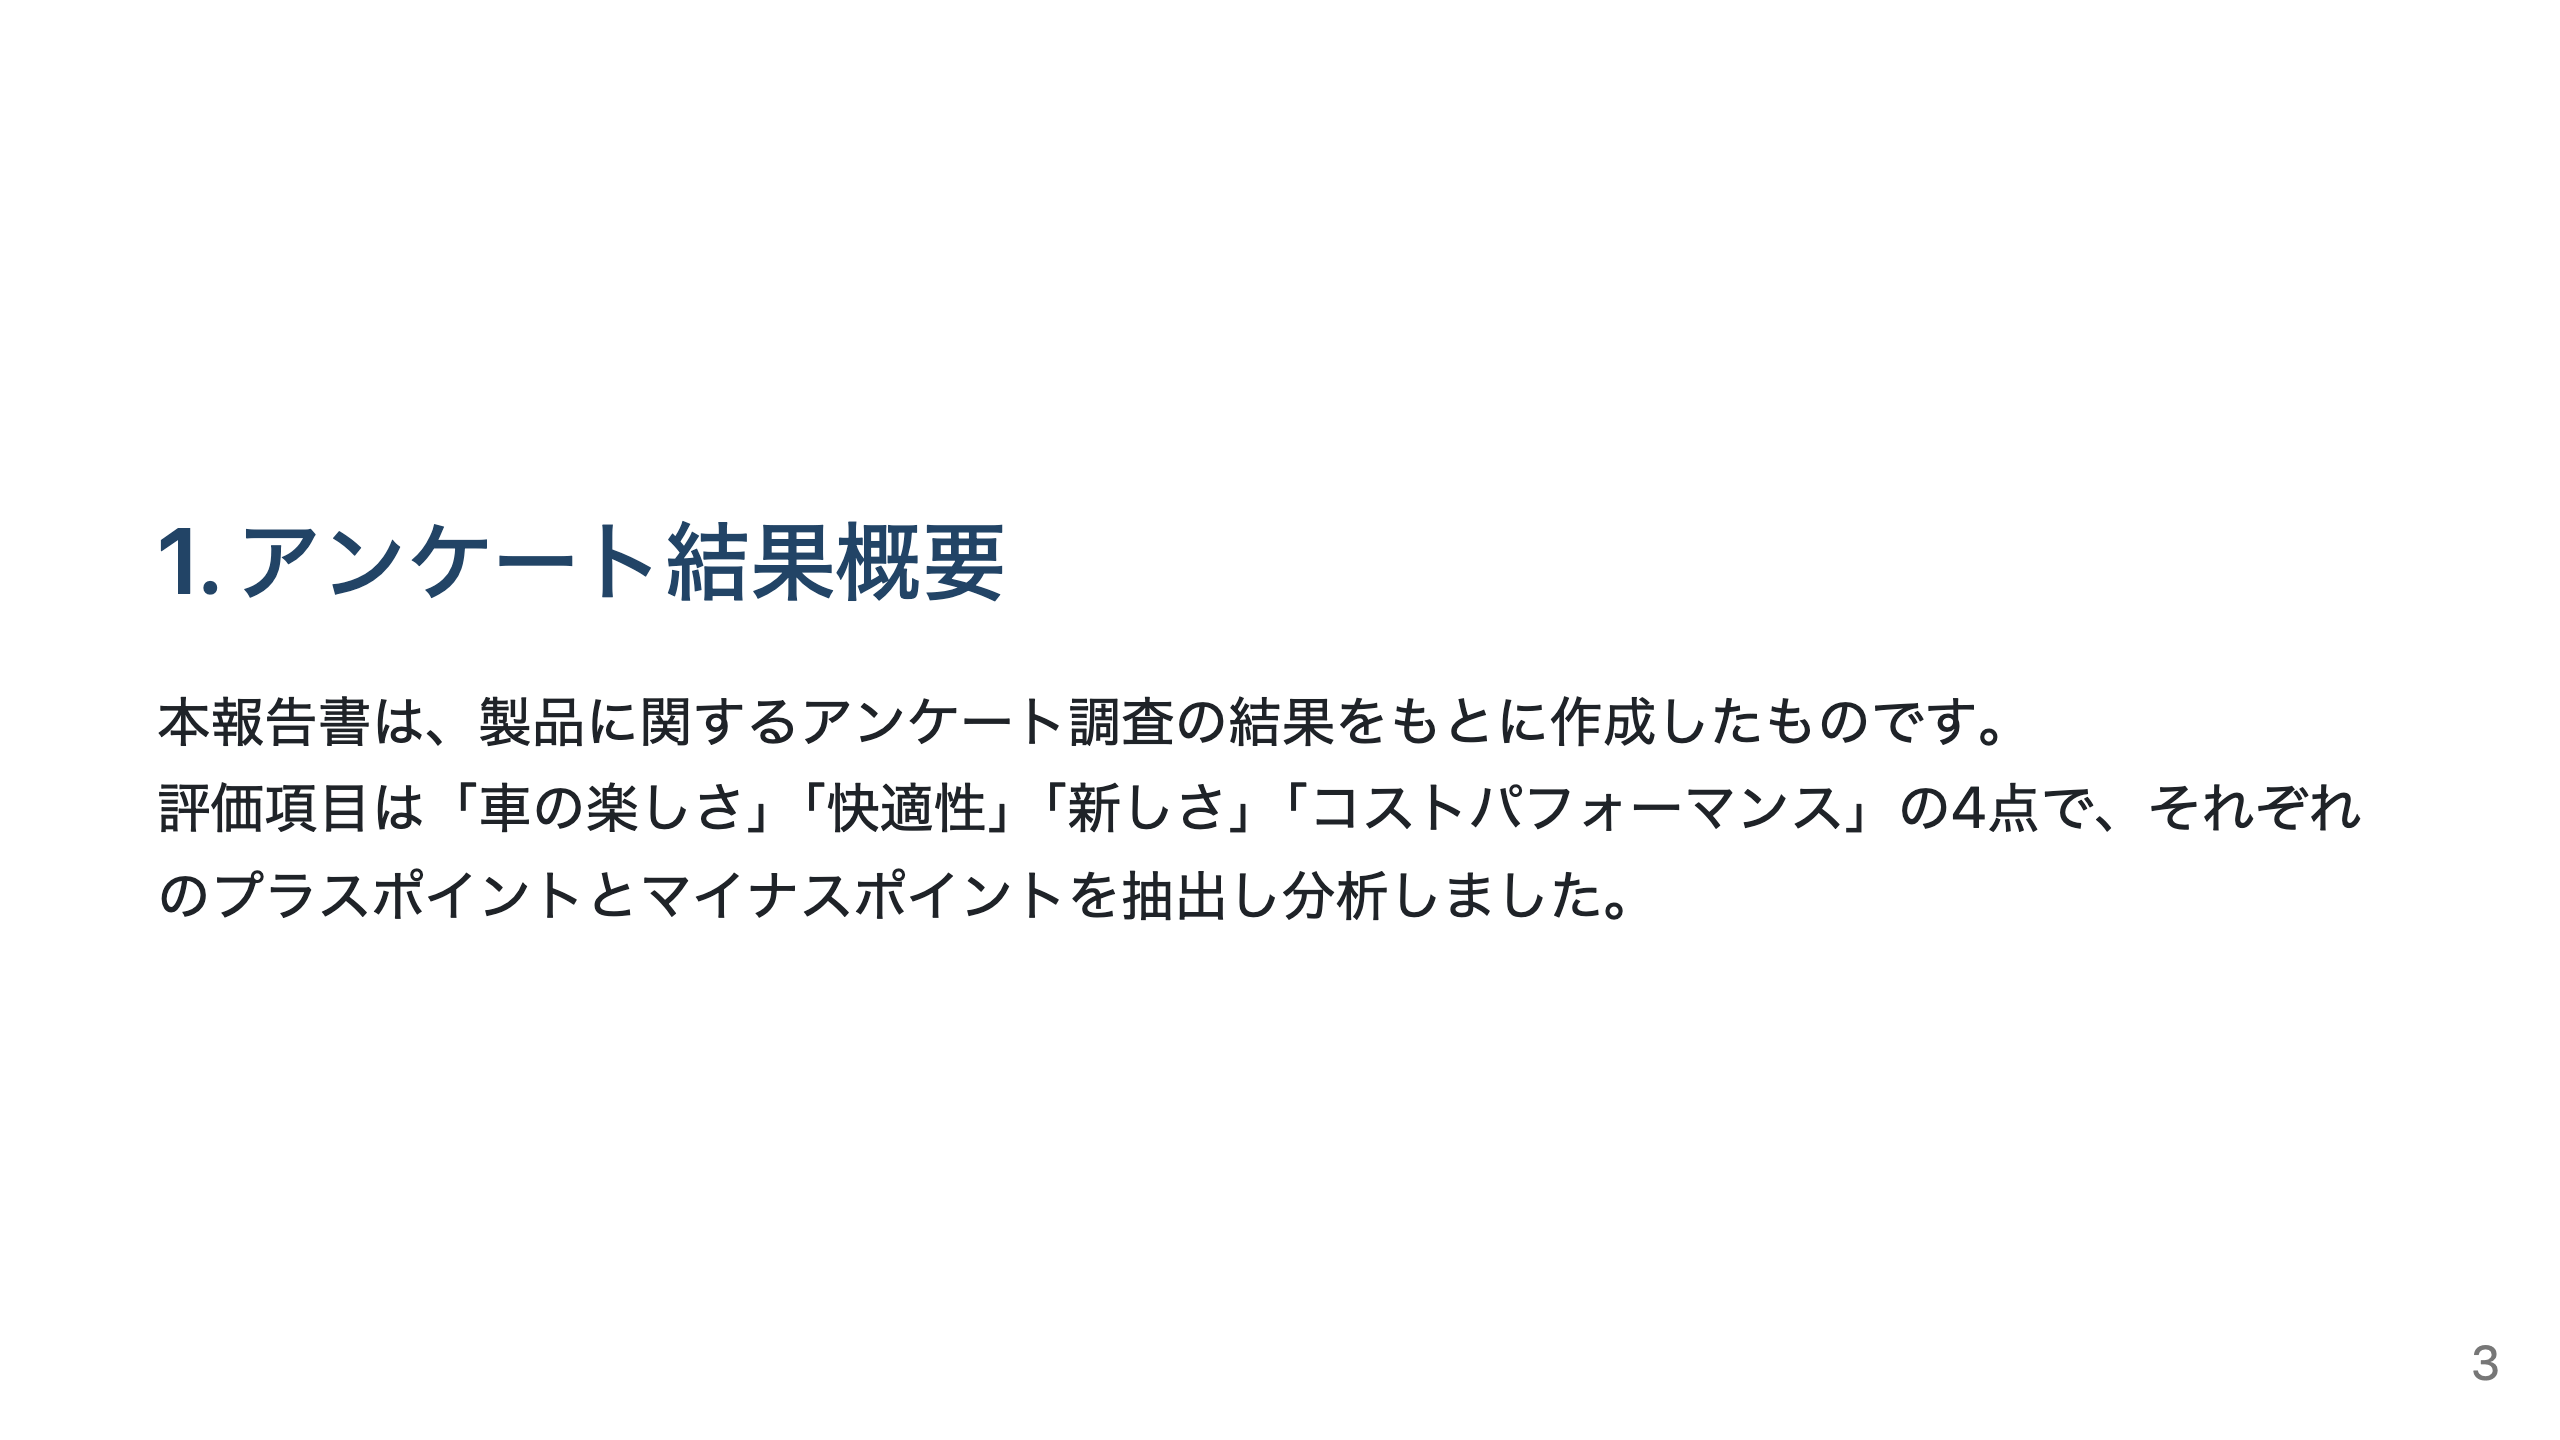 1. アンケート結果概要
本報告書は、製品に関するアンケート調査の結果をもとに作成したものです。
評価項目は「車の楽しさ」「快適性」「新しさ」「コストパフォーマンス」の4点で、それぞれ
のプラスポイントとマイナスポイントを抽出し分析しました。
3